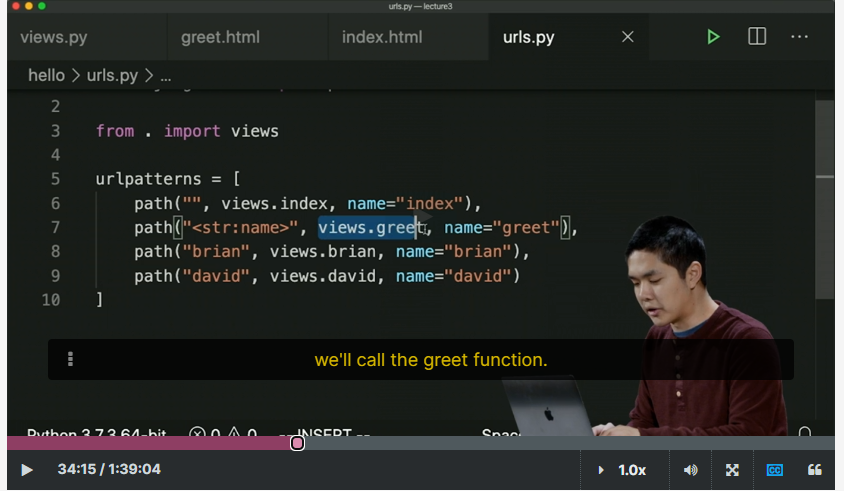 urls.py — lecture3
views.py greet.html index.html urls.py
hello > urls.py > ...
2
3 from . import views
4
5 urlpatterns = [
6 path("", views.index, name="index"),
7 path("<str:name>", views.greet, name="greet"),
8 path("brian", views.brian, name="brian"),
9 path("david", views.david, name="david")
10 ]
we'll call the greet function.
Python 3.7.3 64-bit 0 0 -- INSERT -- Spac
34:15 / 1:39:04 1.0x CC